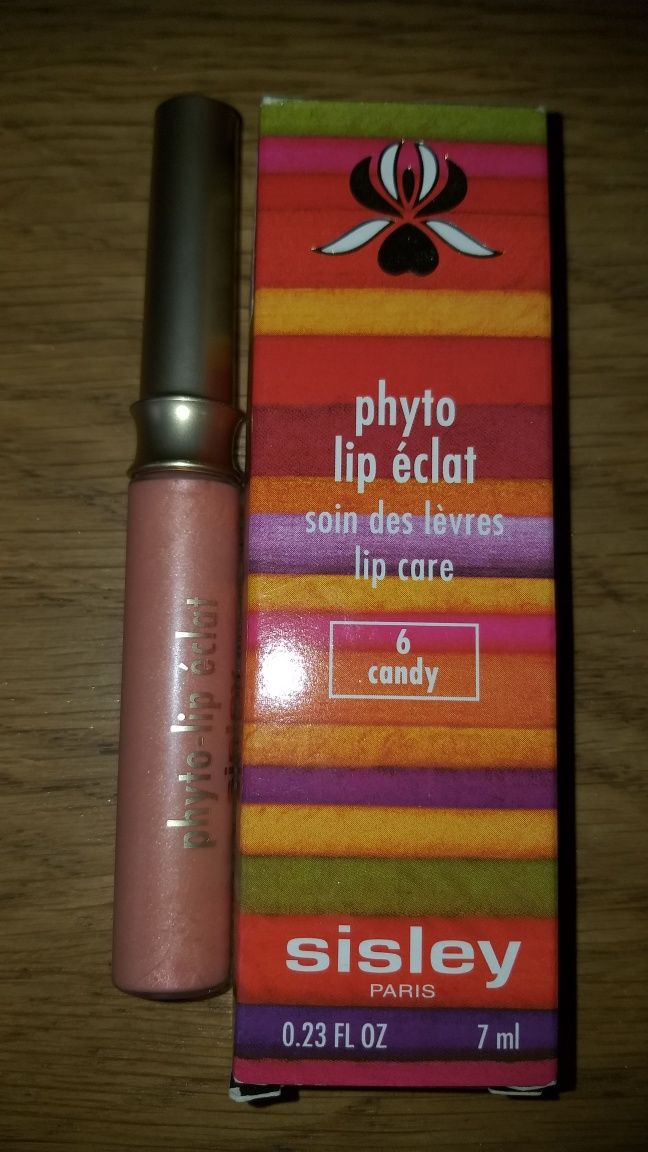 phyto-lip éclat
phyto
lip éclat
soin des lèvres
lip care
6
candy
sisley
PARIS
0.23 FL OZ 7 ml